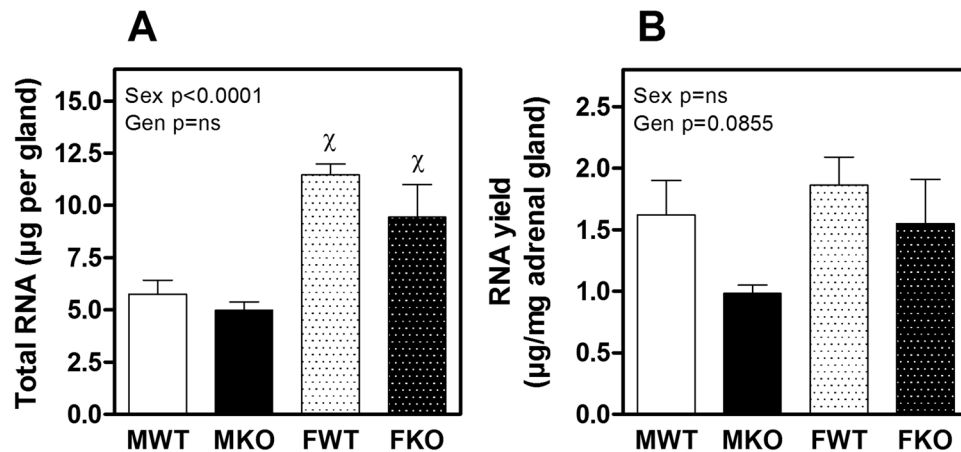 A
Total RNA (µg per gland)
15.0
12.5
10.0
7.5
5.0
2.5
0.0
Sex p<0.0001
Gen p=ns
χ
χ
MWT MKO FWT FKO
B
RNA yield
(µg/mg adrenal gland)
2.5
2.0
1.5
1.0
0.5
0.0
Sex p=ns
Gen p=0.0855
MWT MKO FWT FKO